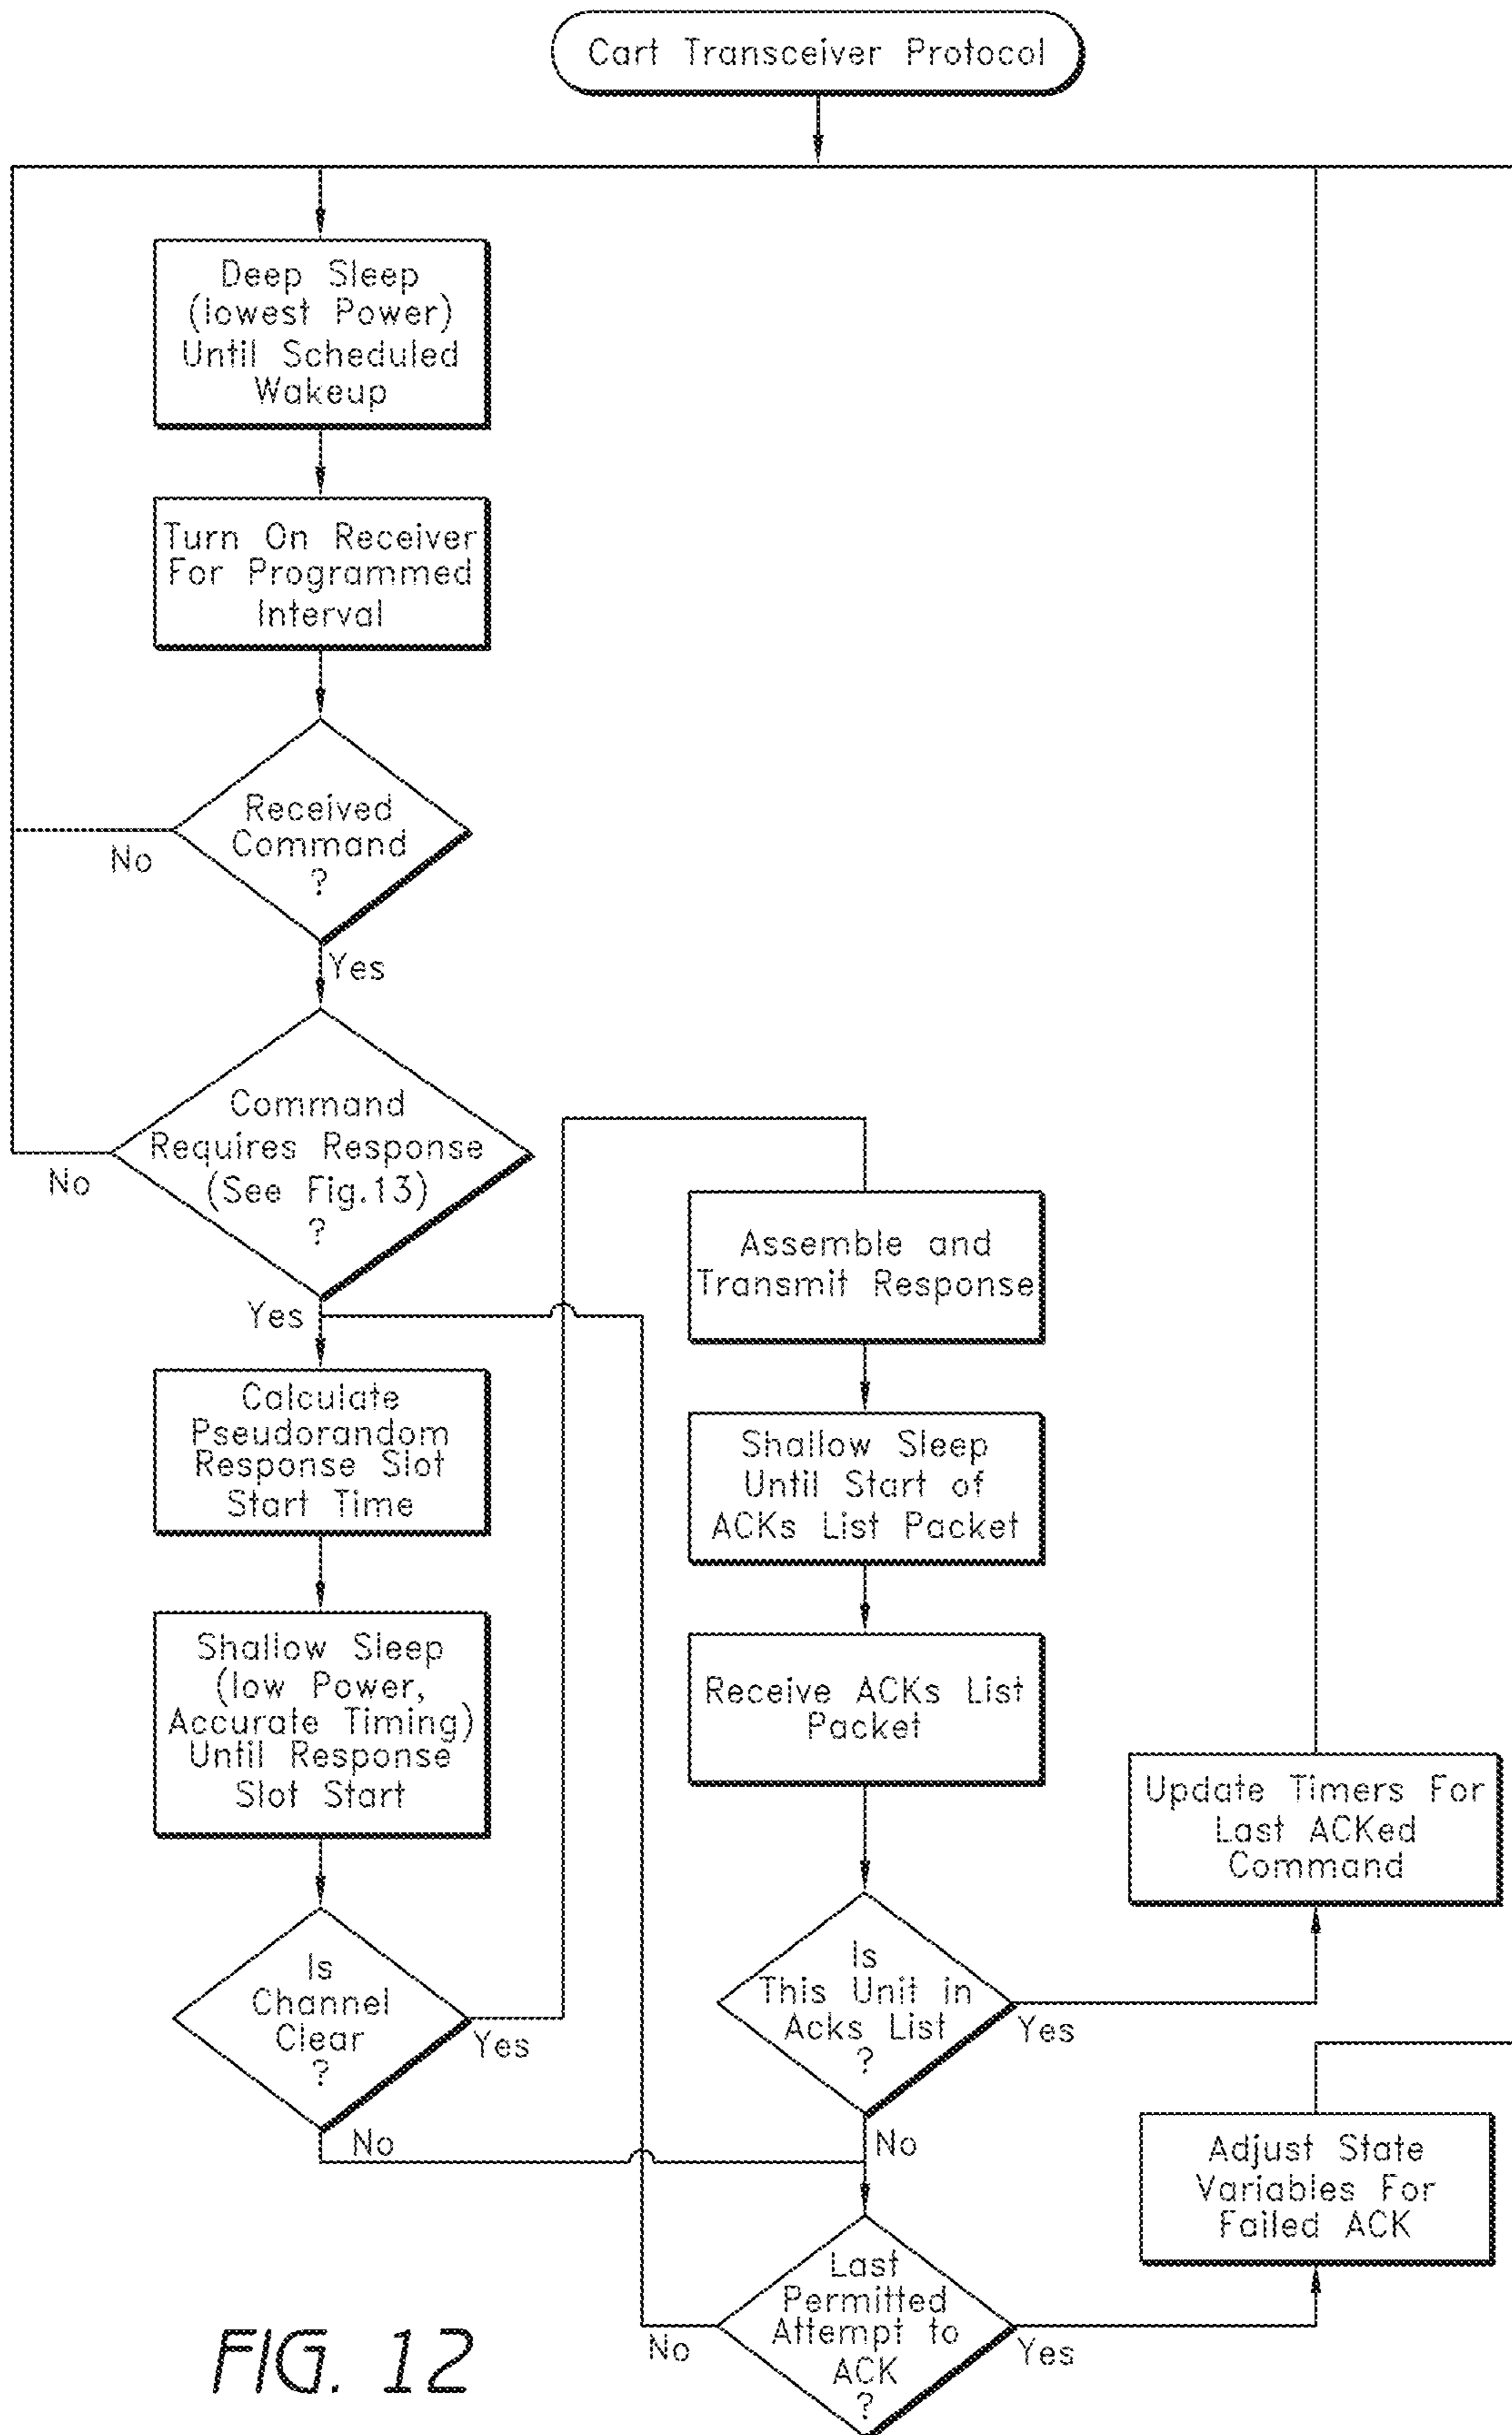 Cart Transceiver Protocol
Deep Sleep
(lowest Power)
Until Scheduled
Wakeup
Turn On Receiver
For Programmed
Interval
Received
Command
?
No
Yes
Command
Requires Response
(See Fig.13)
?
No
Yes
Calculate
Pseudorandom
Response Slot
Start Time
Shallow Sleep
(low Power,
Accurate Timing)
Until Response
Slot Start
Is
Channel
Clear
?
Yes
No
Assemble and
Transmit Response
Shallow Sleep
Until Start of
ACKs List Packet
Receive ACKs List
Packet
Is
This Unit in
Acks List
?
Yes
No
Update Timers For
Last ACKed
Command
Last
Permitted
Attempt to
ACK
?
No
Yes
Adjust State
Variables For
Failed ACK
FIG. 12